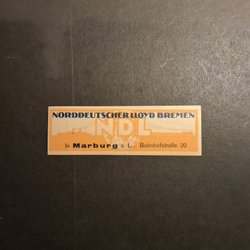 NORDDEUTSCHER LLOYD BREMEN
NDL
In Marburg a. L., Bahnhofstraße 20